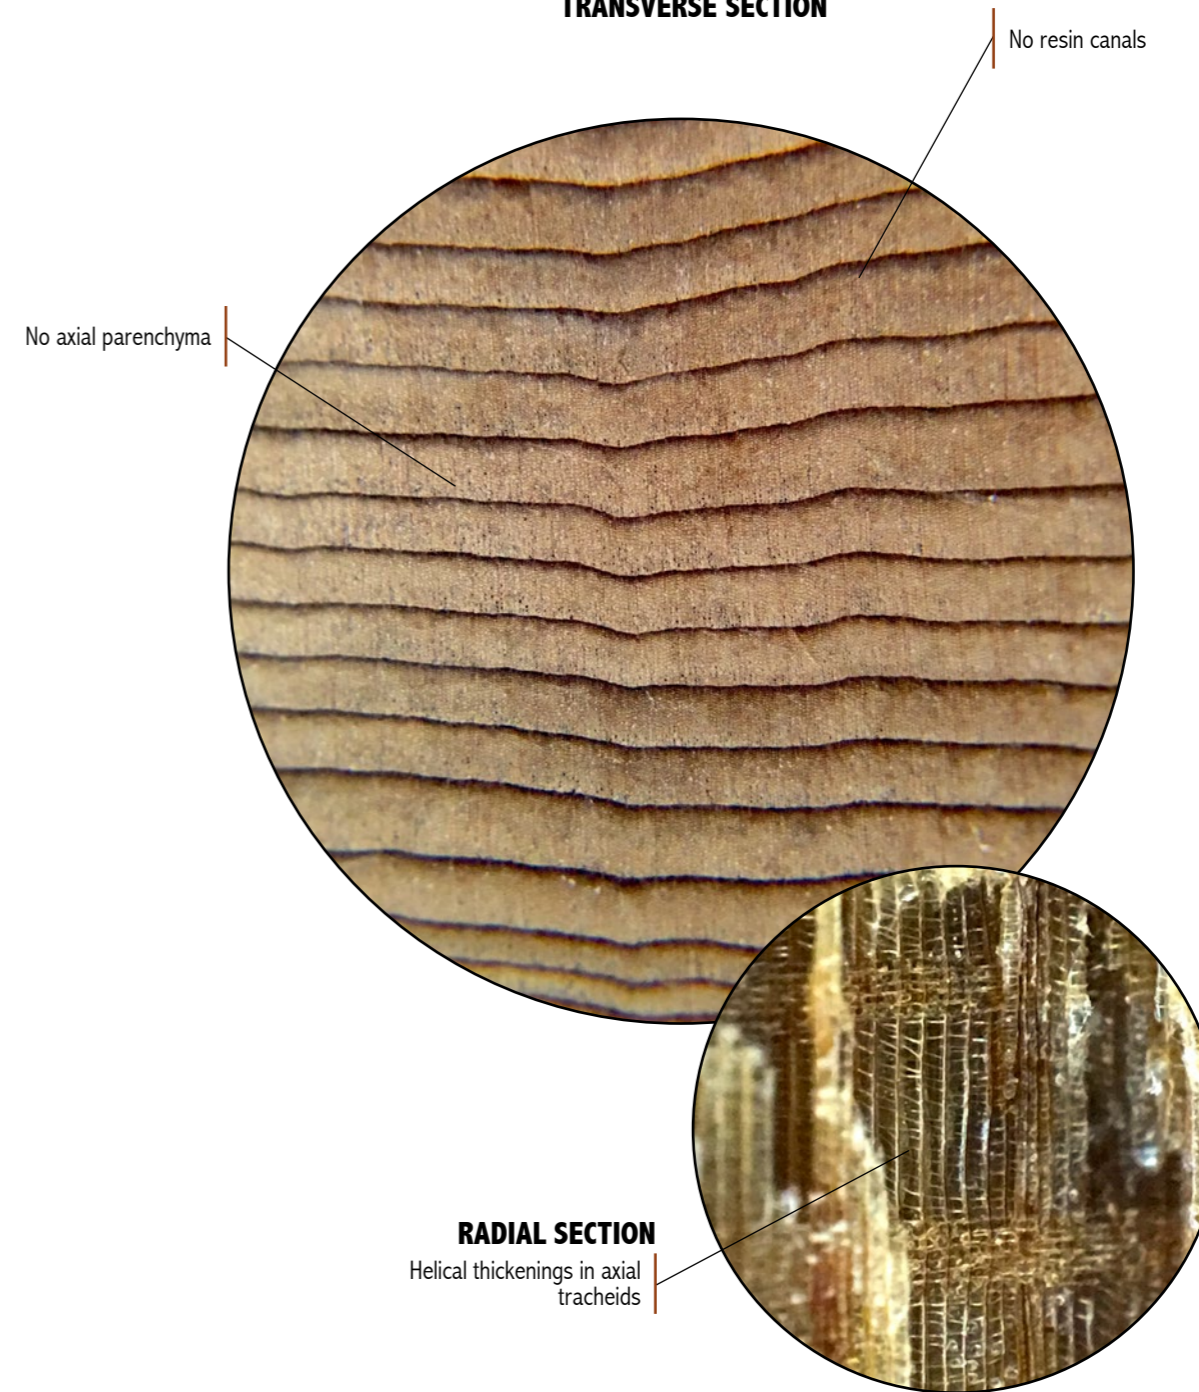 TRANSVERSE SECTION
No resin canals
No axial parenchyma
RADIAL SECTION
Helical thickenings in axial
tracheids